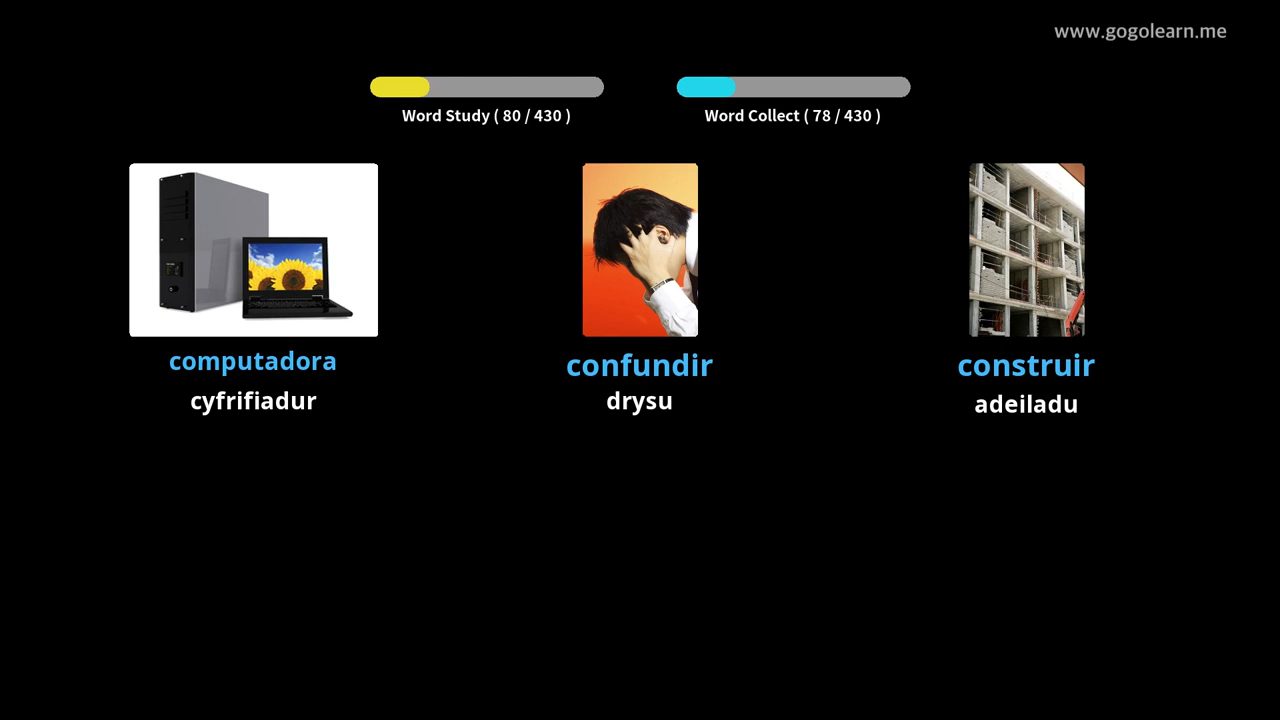 www.gogolearn.me
Word Study ( 80 / 430 )
Word Collect ( 78 / 430 )
computadora
cyfrifiadur
confundir
drysu
construir
adeiladu